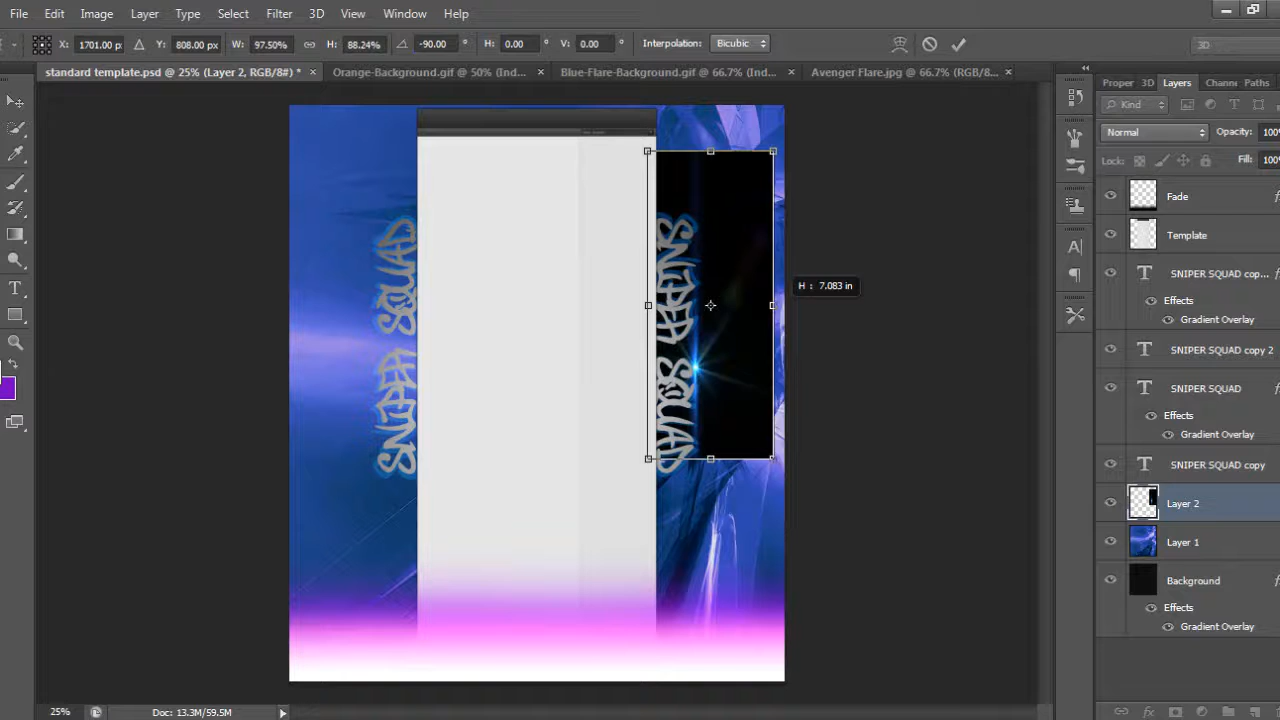 File Edit Image Layer Type Select Filter 3D View Window Help
X: 1701.00 px Y: 808.00 px W: 97.50% H: 88.24% -90.00 ° H: 0.00 ° V: 0.00 ° Interpolation: Bicubic 3D
standard template.psd @ 25% (Layer 2, RGB/8#) * × Orange-Background.gif @ 50% (Ind... × Blue-Flare-Background.gif @ 66.7% (Ind... × Avenger Flare.jpg @ 66.7% (RGB/8... ×
Proper 3D Layers Chann Paths
Kind
Normal Opacity: 100%
Lock: Fill: 100%
Fade
Template
SNIPER SQUAD cop...
Effects
Gradient Overlay
SNIPER SQUAD copy 2
SNIPER SQUAD
Effects
Gradient Overlay
SNIPER SQUAD copy
Layer 2
Layer 1
Background
Effects
Gradient Overlay
SNIPER SQUAD
SNIPER SQUAD
H : 7.083 in
25% Doc: 13.3M/59.5M